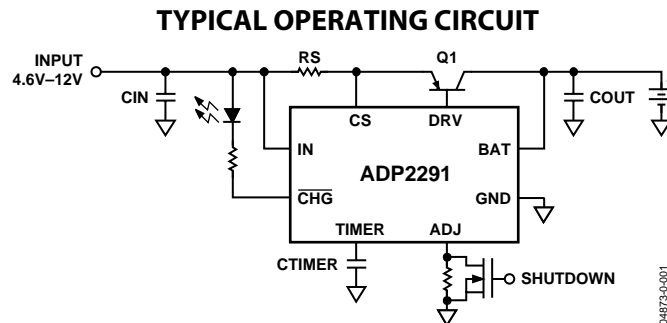 TYPICAL OPERATING CIRCUIT
INPUT
4.6V–12V
RS
Q1
CIN
COUT
CS
DRV
IN
BAT
ADP2291
CHG
GND
TIMER
ADJ
CTIMER
SHUTDOWN
04873-0-001